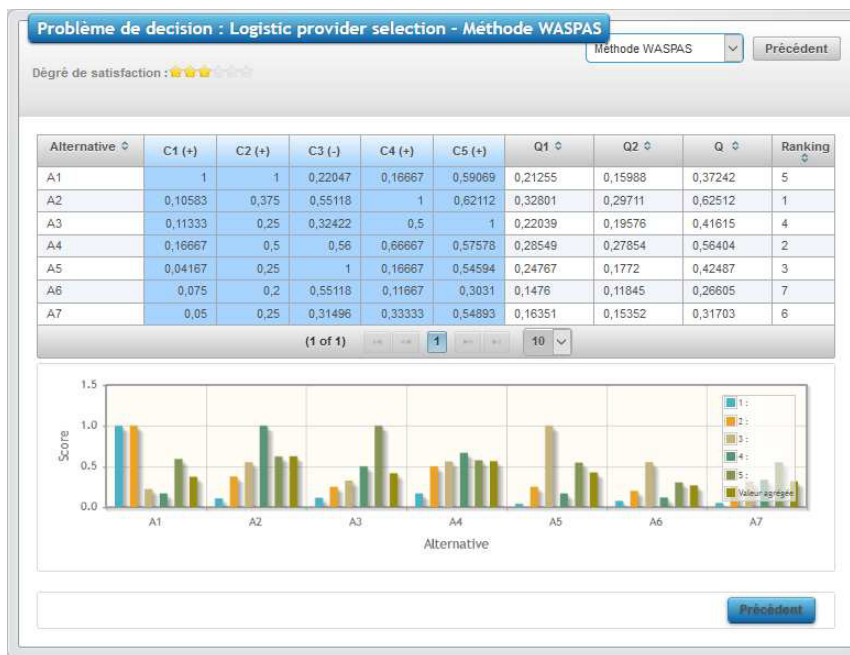 Problème de decision : Logistic provider selection - Méthode WASPAS
Méthode WASPAS
Précédent
Dégré de satisfaction :
Alternative C1 (+) C2 (+) C3 (-) C4 (+) C5 (+) Q1 Q2 Q Ranking
A1 1 1 0,22047 0,16667 0,59069 0,21255 0,15988 0,37242 5
A2 0,10583 0,375 0,55118 1 0,62112 0,32801 0,29711 0,62512 1
A3 0,11333 0,25 0,32422 0,5 1 0,22039 0,19576 0,41615 4
A4 0,16667 0,5 0,56 0,66667 0,57578 0,28549 0,27854 0,56404 2
A5 0,04167 0,25 1 0,16667 0,54594 0,24767 0,1772 0,42487 3
A6 0,075 0,2 0,55118 0,11667 0,3031 0,1476 0,11845 0,26605 7
A7 0,05 0,25 0,31496 0,33333 0,54893 0,16351 0,15352 0,31703 6
(1 of 1) 1 10
1.5
1.0
0.5
0.0
Score
1 :
2 :
3 :
4 :
5 :
Valeur agrégée
A1 A2 A3 A4 A5 A6 A7
Alternative
Précédent